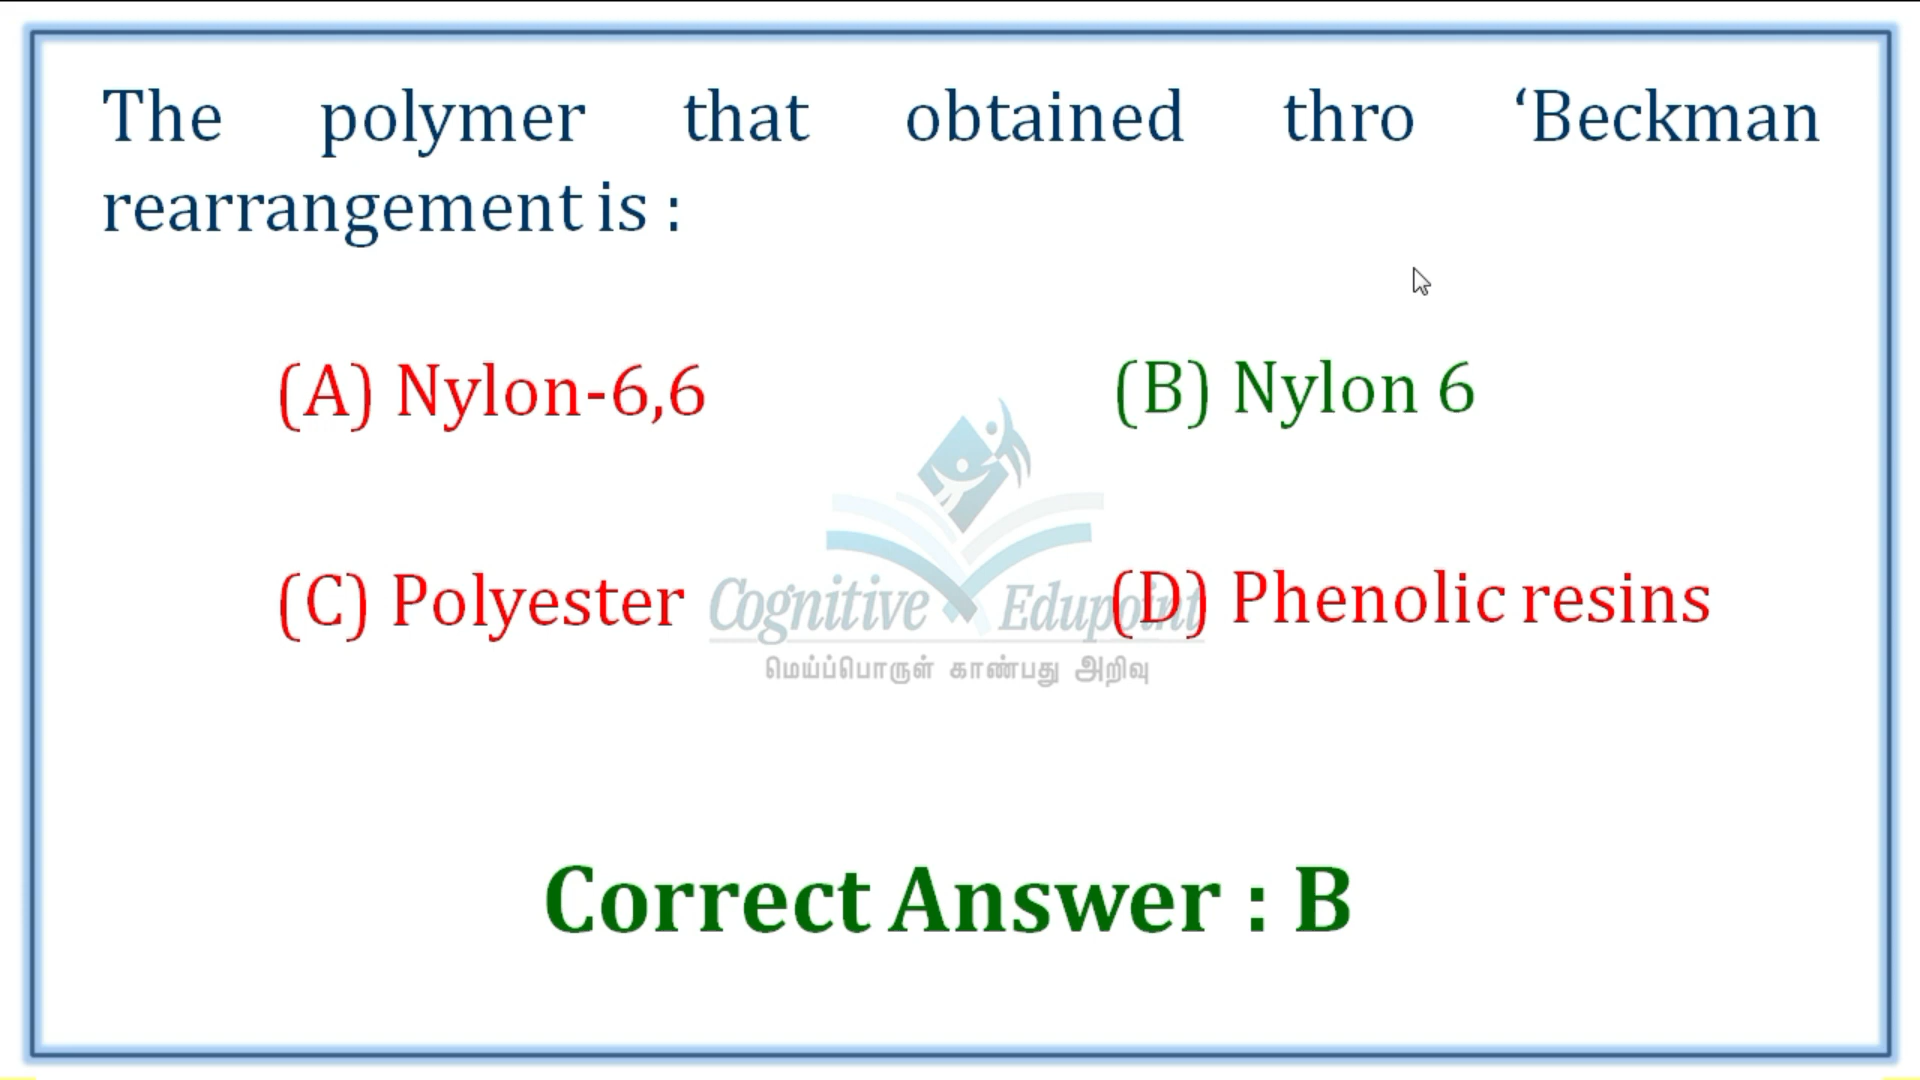 The polymer that obtained thro ‘Beckman
rearrangement is :
(A) Nylon-6,6
(B) Nylon 6
(C) Polyester
(D) Phenolic resins
Cognitive Edupoint
மெய்ப்பொருள் காண்பது அறிவு
Correct Answer : B